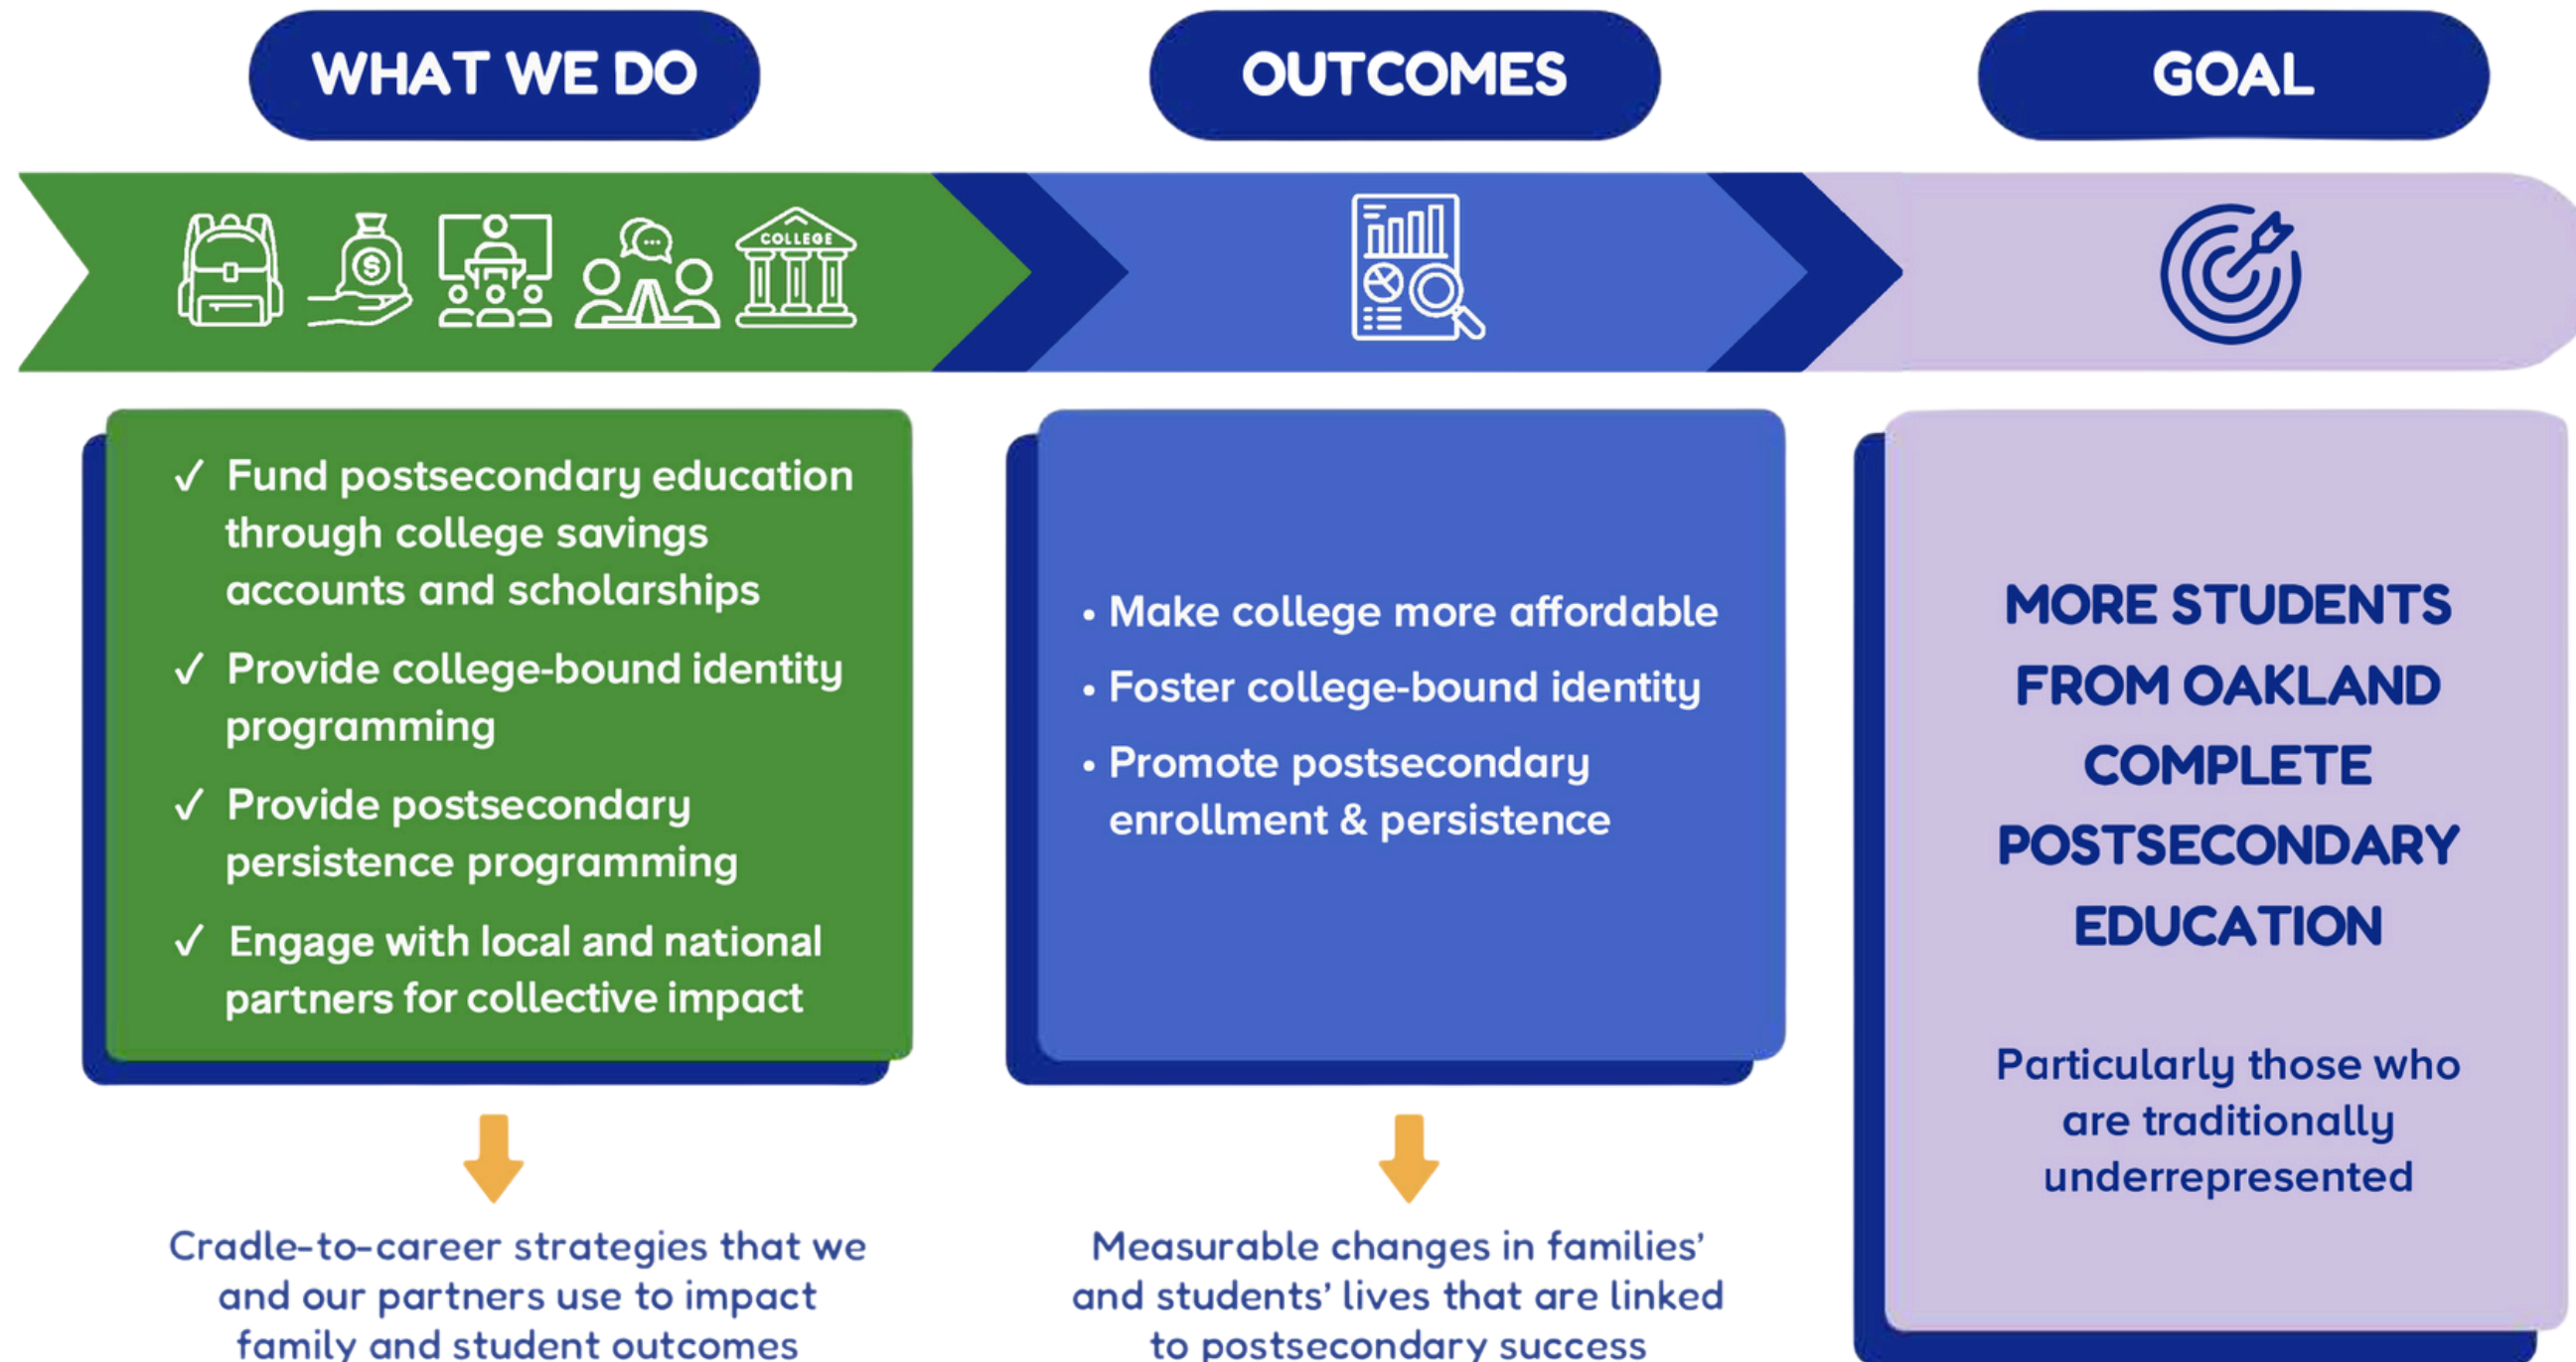 WHAT WE DO
OUTCOMES
GOAL
COLLEGE
✓ Fund postsecondary education
through college savings
accounts and scholarships
✓ Provide college-bound identity
programming
✓ Provide postsecondary
persistence programming
✓ Engage with local and national
partners for collective impact
Cradle-to-career strategies that we
and our partners use to impact
family and student outcomes
• Make college more affordable
• Foster college-bound identity
• Promote postsecondary
enrollment & persistence
Measurable changes in families’
and students’ lives that are linked
to postsecondary success
MORE STUDENTS
FROM OAKLAND
COMPLETE
POSTSECONDARY
EDUCATION
Particularly those who
are traditionally
underrepresented